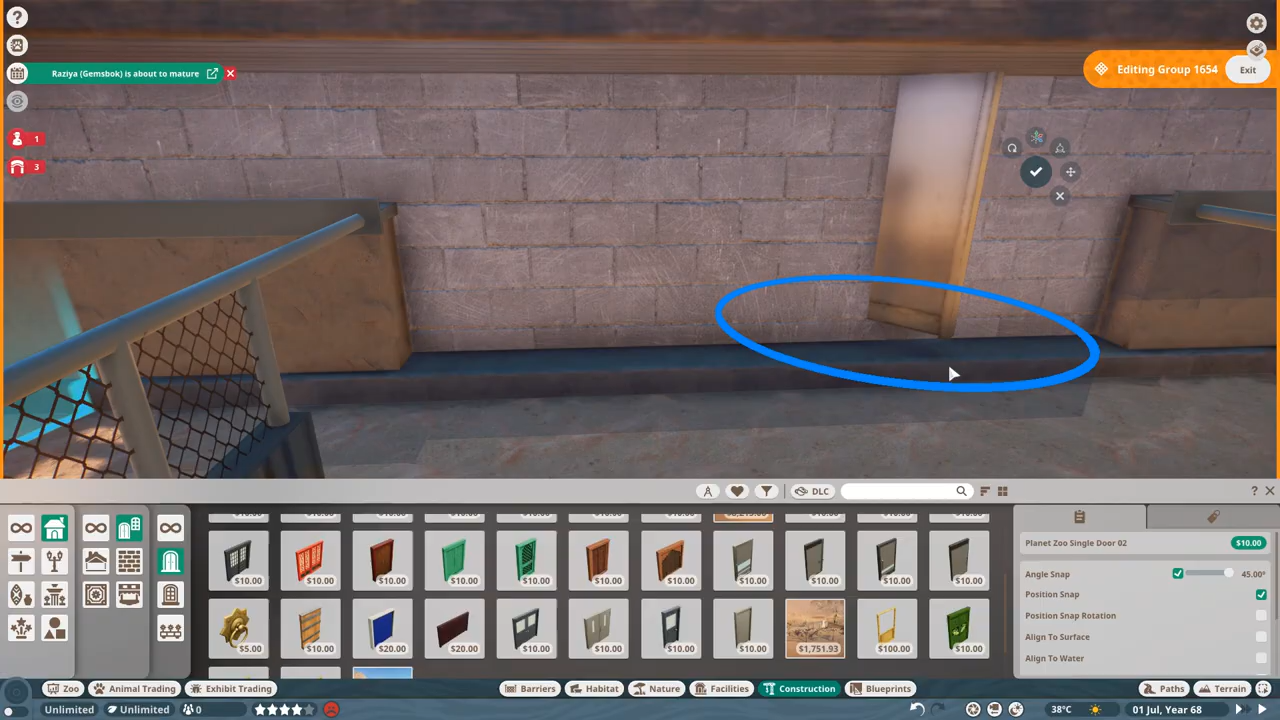 ?
Raziya (Gemsbok) is about to mature
Editing Group 1654
Exit
1
3
DLC
?
Planet Zoo Single Door 02
$10.00
Angle Snap
45.00°
Position Snap
Position Snap Rotation
Align To Surface
Align To Water
$10.00 $10.00 $10.00 $10.00 $10.00 $10.00 $10.00 $10.00 $10.00 $10.00 $10.00
$5.00 $10.00 $20.00 $20.00 $10.00 $10.00 $10.00 $10.00 $1,751.93 $100.00 $10.00
Zoo
Animal Trading
Exhibit Trading
Barriers
Habitat
Nature
Facilities
Construction
Blueprints
Paths
Terrain
Unlimited
Unlimited
0
38°C
01 Jul, Year 68